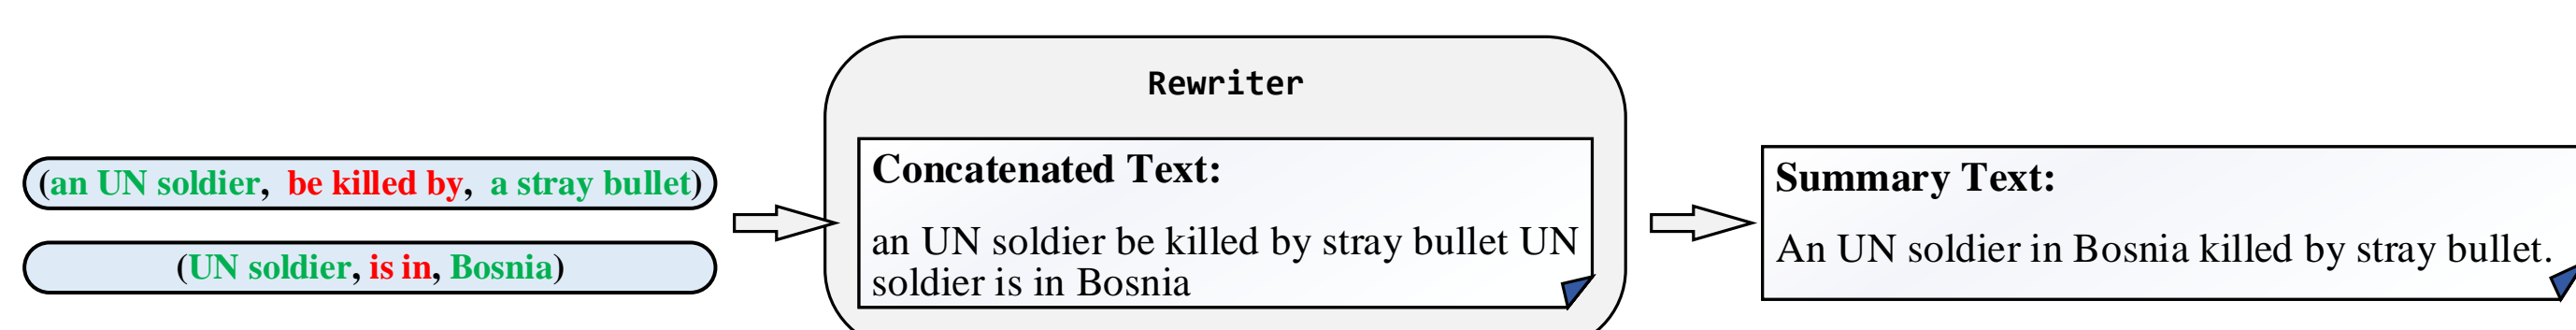 (an UN soldier, be killed by, a stray bullet)
(UN soldier, is in, Bosnia)
Rewriter
Concatenated Text:
an UN soldier be killed by stray bullet UN
soldier is in Bosnia
Summary Text:
An UN soldier in Bosnia killed by stray bullet.